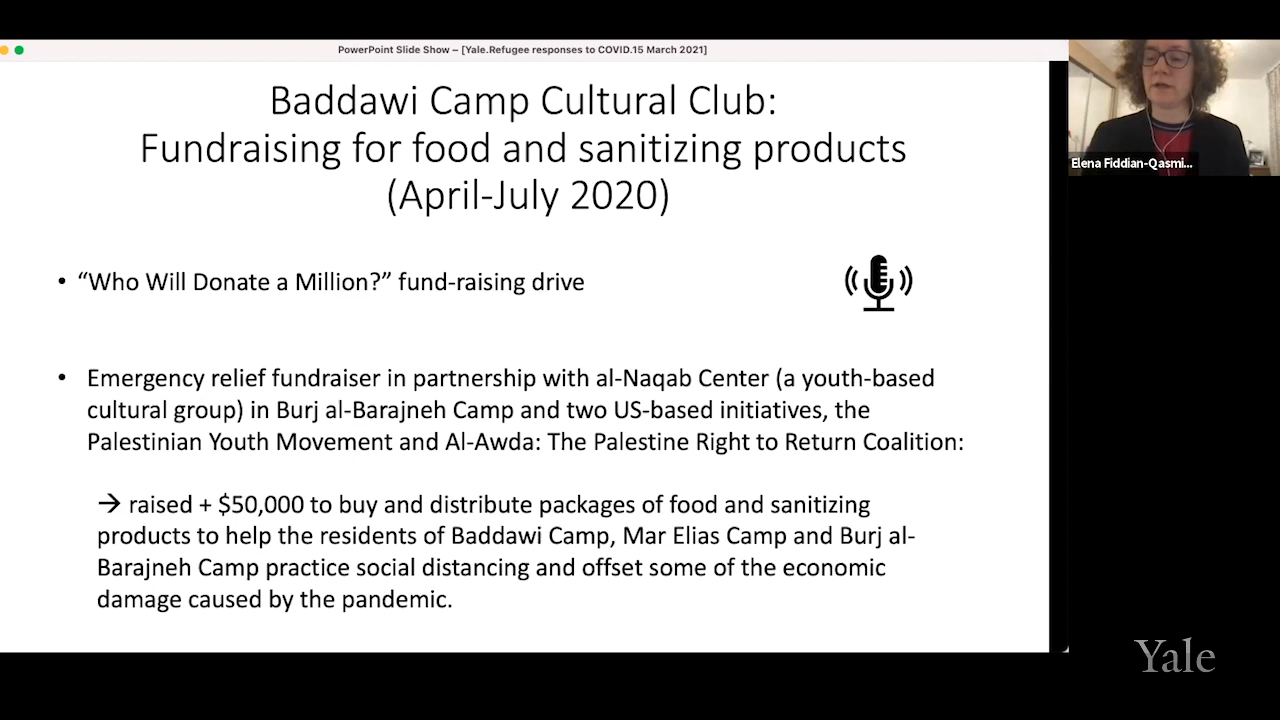 PowerPoint Slide Show – [Yale.Refugee responses to COVID.15 March 2021]
Baddawi Camp Cultural Club:
Fundraising for food and sanitizing products
(April-July 2020)
• “Who Will Donate a Million?” fund-raising drive
• Emergency relief fundraiser in partnership with al-Naqab Center (a youth-based
cultural group) in Burj al-Barajneh Camp and two US-based initiatives, the
Palestinian Youth Movement and Al-Awda: The Palestine Right to Return Coalition:
→ raised + $50,000 to buy and distribute packages of food and sanitizing
products to help the residents of Baddawi Camp, Mar Elias Camp and Burj al-
Barajneh Camp practice social distancing and offset some of the economic
damage caused by the pandemic.
Elena Fiddian-Qasmi...
Yale